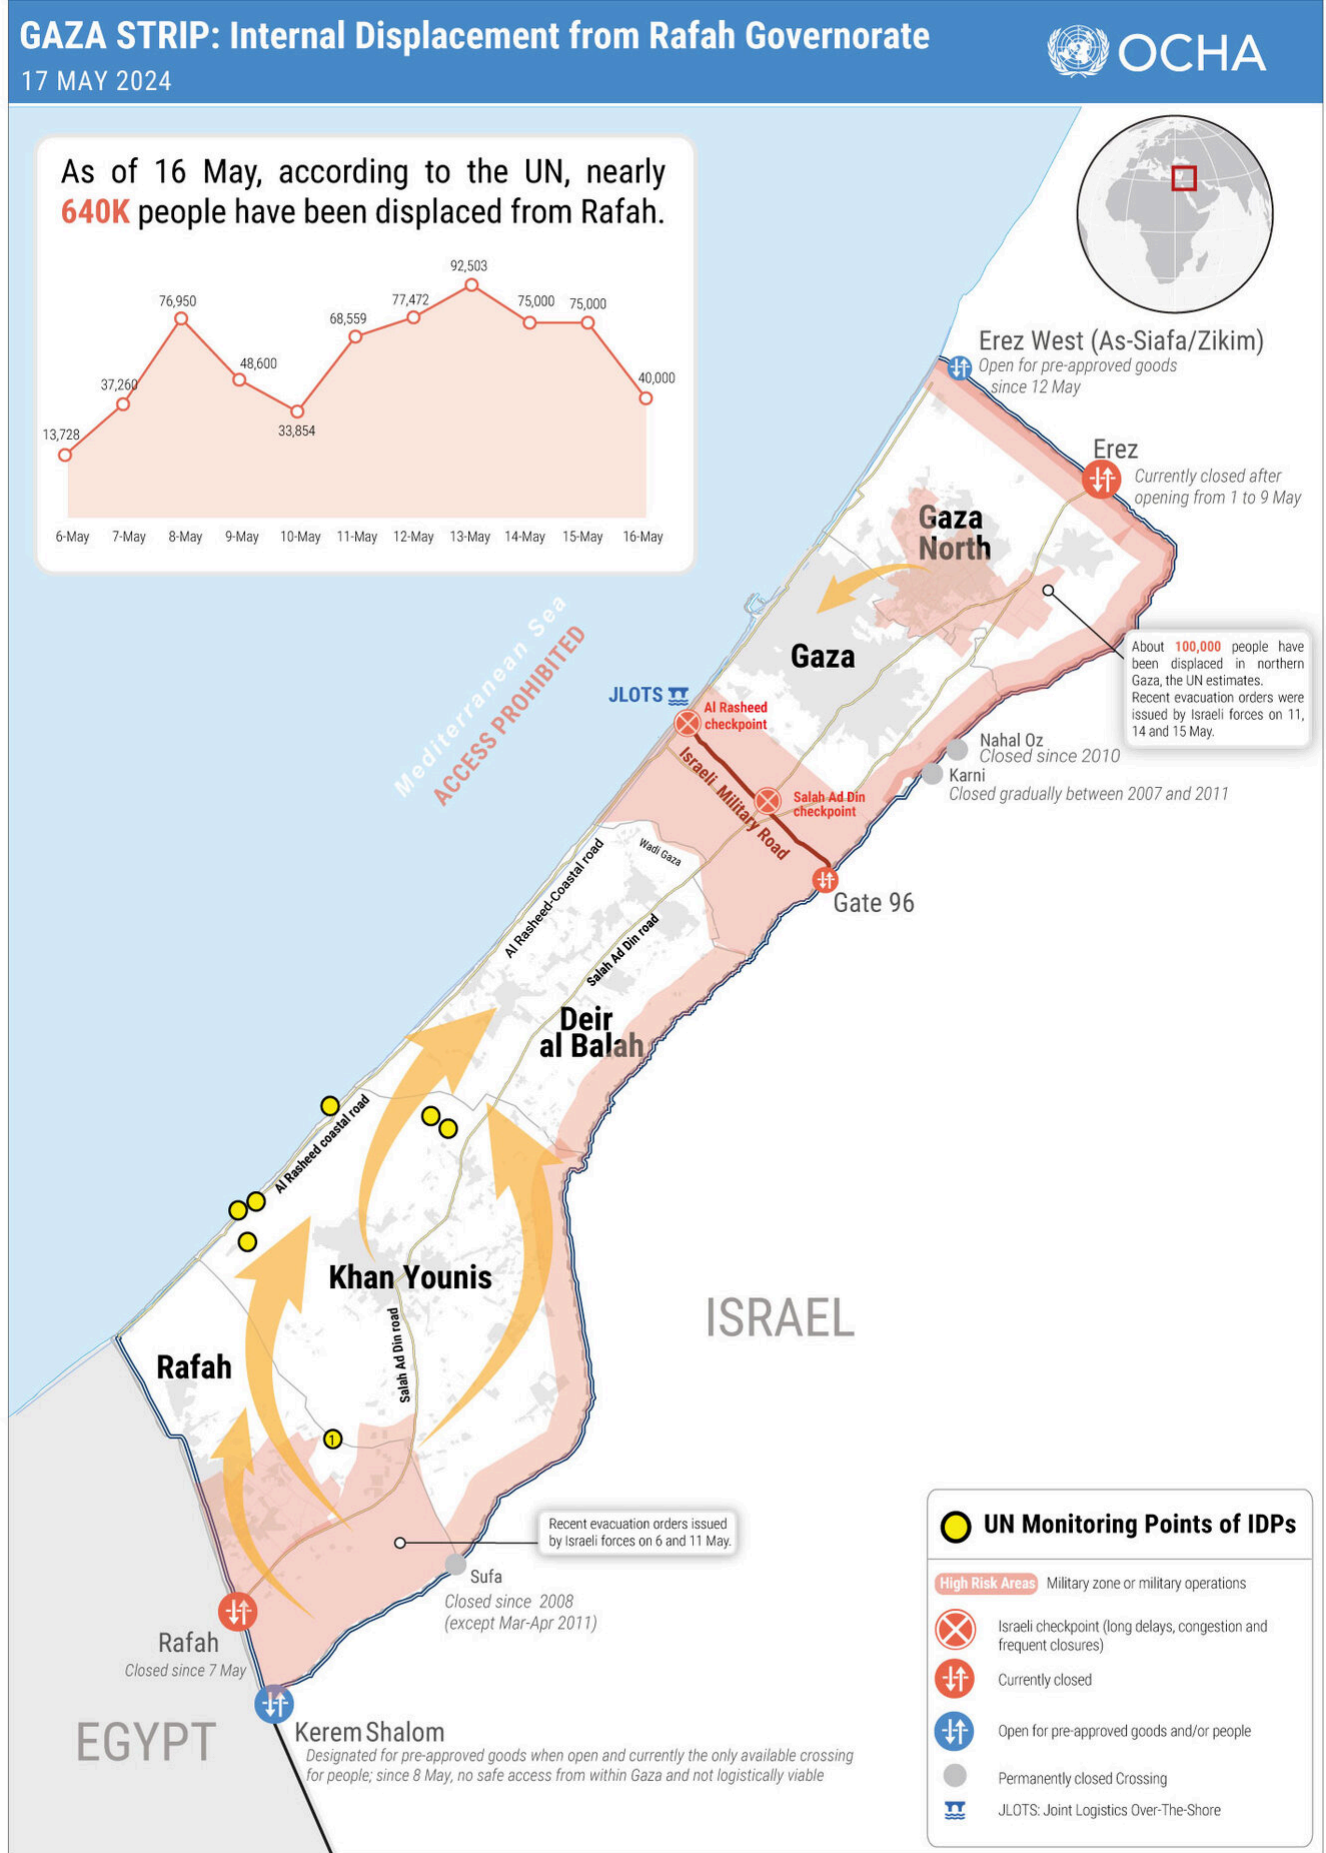 GAZA STRIP: Internal Displacement from Rafah Governorate
17 MAY 2024
OCHA
As of 16 May, according to the UN, nearly
640K people have been displaced from Rafah.
92,503
76,950
77,472
75,000
75,000
68,559
48,600
37,260
40,000
33,854
13,728
6-May
7-May
8-May
9-May
10-May
11-May
12-May
13-May
14-May
15-May
16-May
Erez West (As-Siafa/Zikim)
Open for pre-approved goods
since 12 May
Erez
Currently closed after
opening from 1 to 9 May
Gaza
North
Mediterranean Sea
ACCESS PROHIBITED
About 100,000 people have
been displaced in northern
Gaza, the UN estimates.
Recent evacuation orders were
issued by Israeli forces on 11,
14 and 15 May.
Gaza
JLOTS
Al Rasheed
checkpoint
Nahal Oz
Closed since 2010
Karni
Closed gradually between 2007 and 2011
Israeli Military Road
Salah Ad Din
checkpoint
Wadi Gaza
Gate 96
Al Rasheed-Coastal road
Salah Ad Din road
Deir
al Balah
Al Rasheed coastal road
Khan Younis
ISRAEL
Salah Ad Din road
Rafah
1
Recent evacuation orders issued
by Israeli forces on 6 and 11 May.
Sufa
Closed since 2008
(except Mar-Apr 2011)
Rafah
Closed since 7 May
EGYPT
Kerem Shalom
Designated for pre-approved goods when open and currently the only available crossing
for people; since 8 May, no safe access from within Gaza and not logistically viable
UN Monitoring Points of IDPs
High Risk Areas Military zone or military operations
Israeli checkpoint (long delays, congestion and
frequent closures)
Currently closed
Open for pre-approved goods and/or people
Permanently closed Crossing
JLOTS: Joint Logistics Over-The-Shore